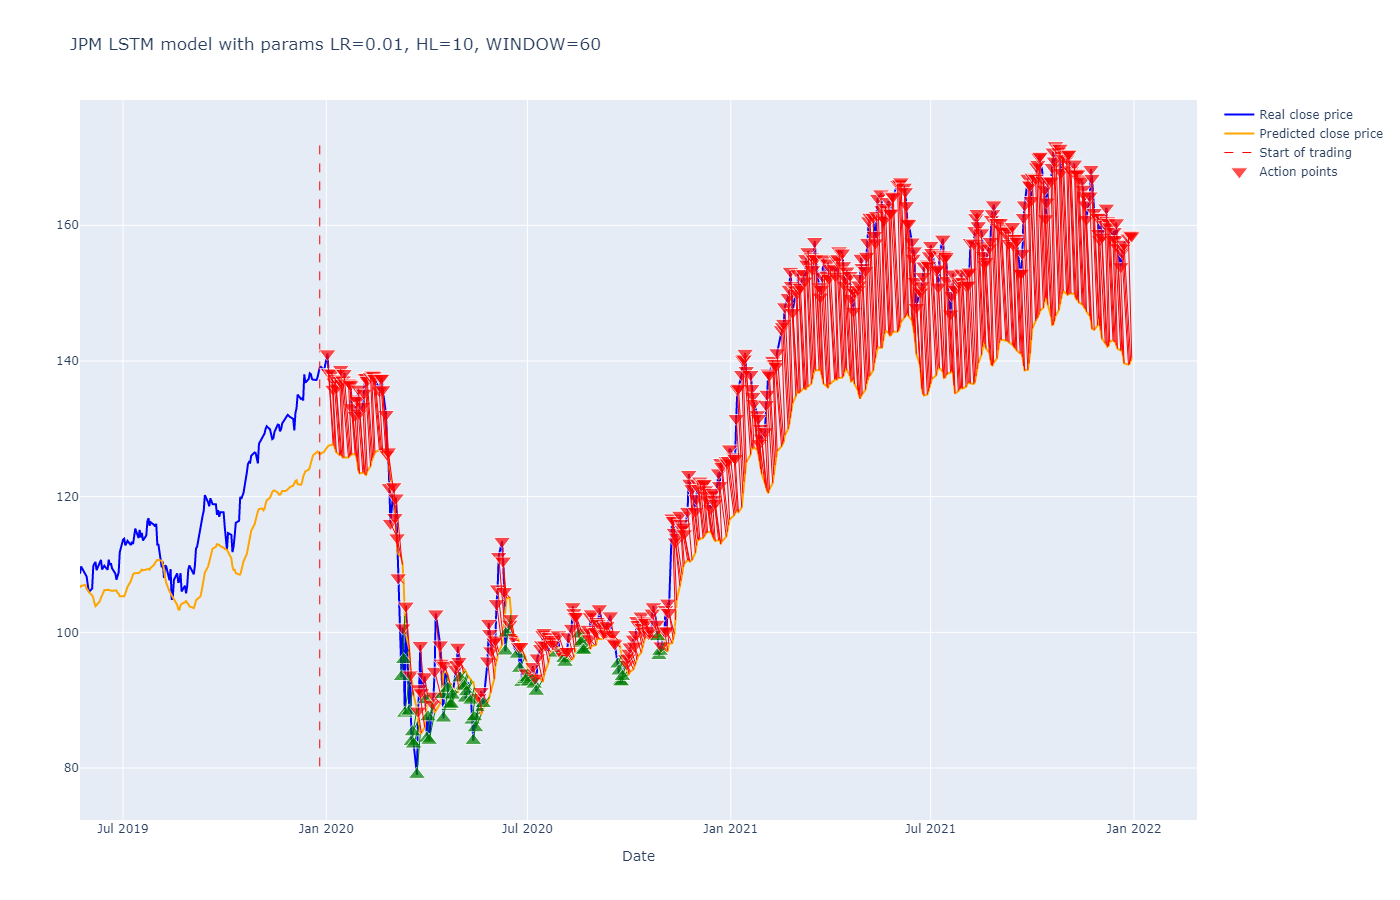 JPM LSTM model with params LR=0.01, HL=10, WINDOW=60
Real close price
Predicted close price
Start of trading
Action points
160
140
120
100
80
Jul 2019
Jan 2020
Jul 2020
Jan 2021
Jul 2021
Jan 2022
Date